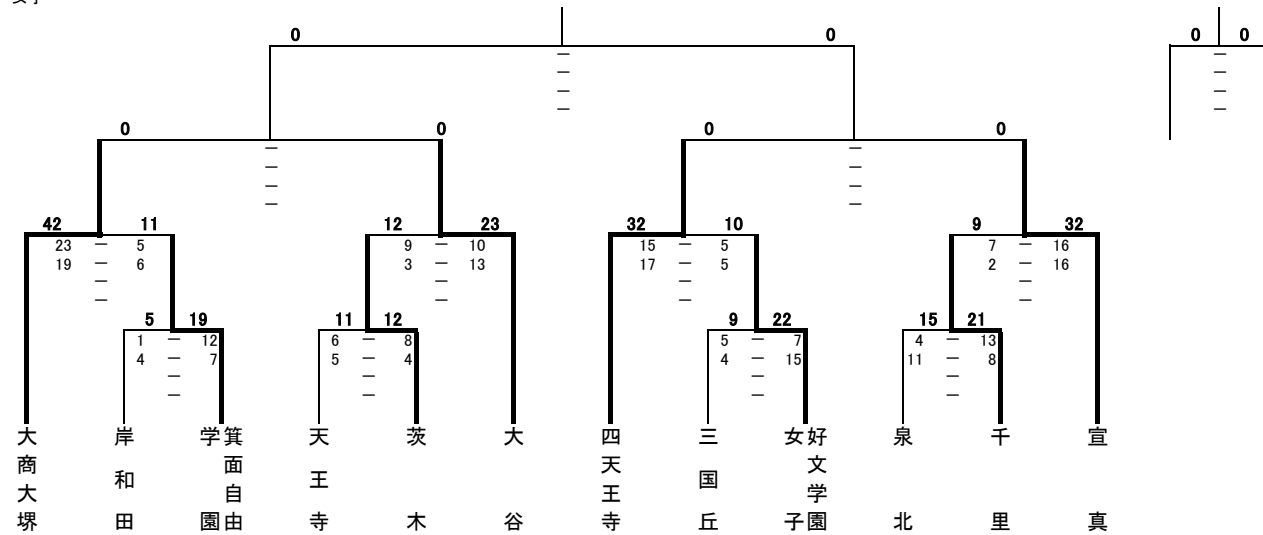 0 0 0 0
0 0 0 0
42 11 12 23 32 10 9 32
23 － 5 9 － 10 15 － 5 7 － 16
19 － 6 3 － 13 17 － 5 2 － 16
5 19 11 12 9 22 15 21
1 － 12 6 － 8 5 － 7 4 － 13
4 － 7 5 － 4 4 － 15 11 － 8
大商大堺
岸和田
箕面自由
学園
天王寺
茨木
大谷
四天王寺
三国丘
好文学園
女子
泉北
千里
宣真